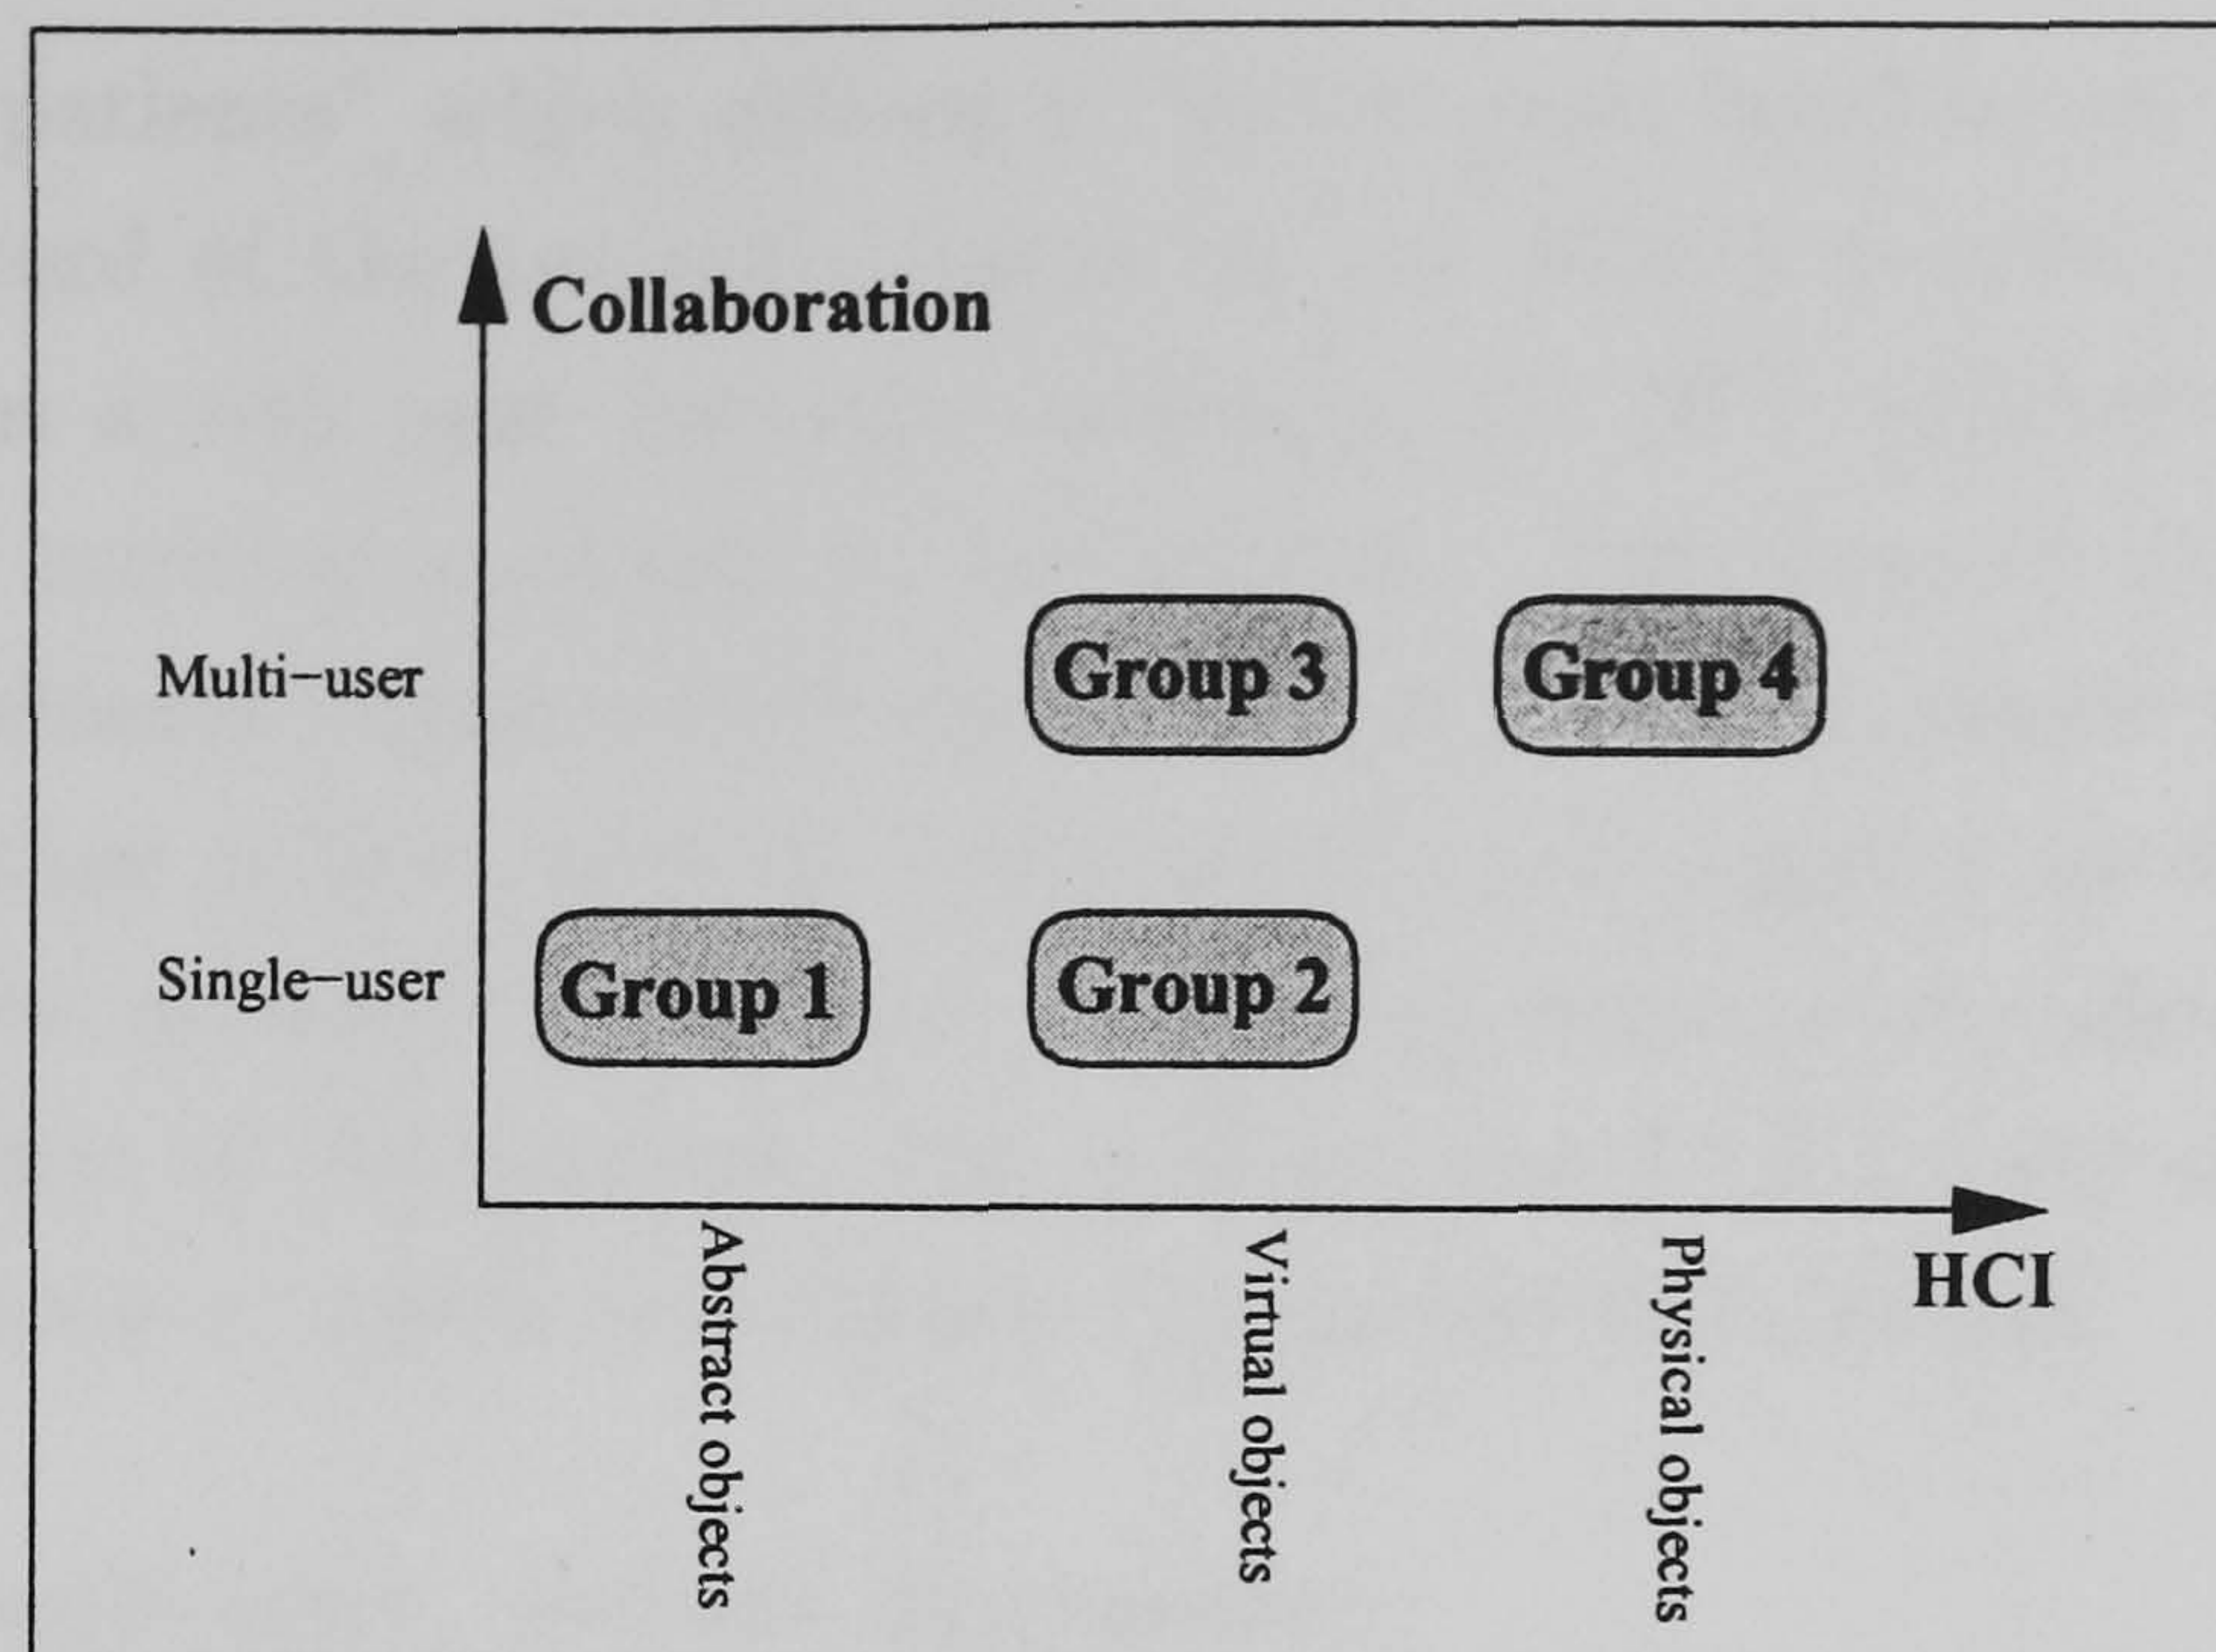 Collaboration
Multi–user
Group 3
Group 4
Single–user
Group 1
Group 2
HCI
Abstract objects
Virtual objects
Physical objects